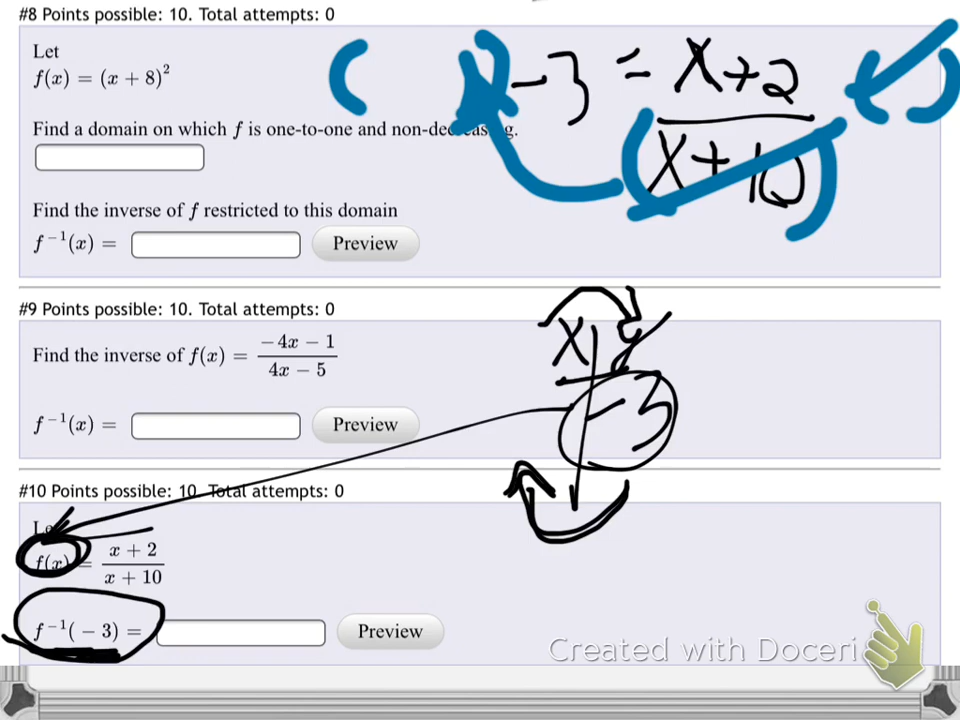 #8 Points possible: 10. Total attempts: 0
Let
f(x) = (x + 8)²
Find a domain on which f is one-to-one and non-decreasing.
Find the inverse of f restricted to this domain
f⁻¹(x) =
Preview
-3 = x+2
(x+10)
#9 Points possible: 10. Total attempts: 0
Find the inverse of f(x) = (−4x − 1)/(4x − 5)
f⁻¹(x) =
Preview
x y
-3
#10 Points possible: 10. Total attempts: 0
Let
f(x) = (x + 2)/(x + 10)
f⁻¹(− 3) =
Preview
Created with Doceri